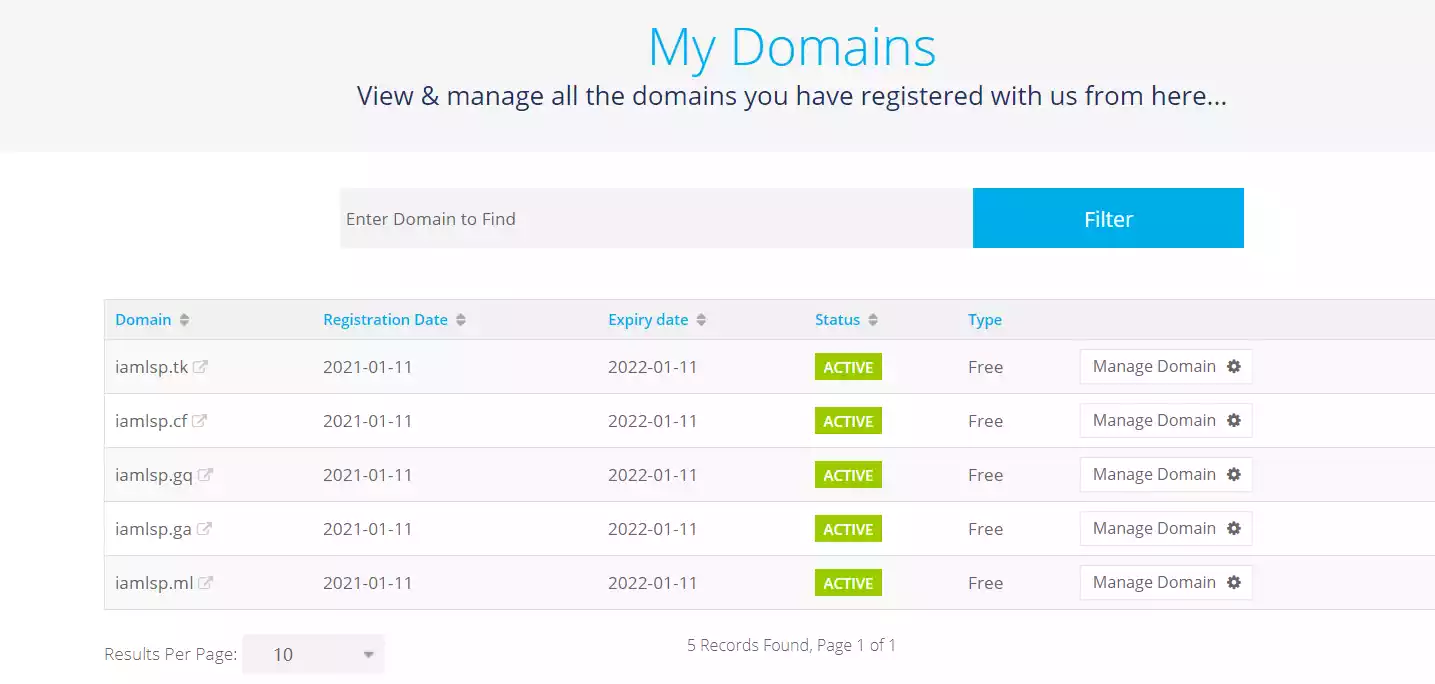 My Domains
View & manage all the domains you have registered with us from here...
Enter Domain to Find Filter
Domain Registration Date Expiry date Status Type
iamlsp.tk 2021-01-11 2022-01-11 ACTIVE Free Manage Domain
iamlsp.cf 2021-01-11 2022-01-11 ACTIVE Free Manage Domain
iamlsp.gq 2021-01-11 2022-01-11 ACTIVE Free Manage Domain
iamlsp.ga 2021-01-11 2022-01-11 ACTIVE Free Manage Domain
iamlsp.ml 2021-01-11 2022-01-11 ACTIVE Free Manage Domain
Results Per Page: 10 5 Records Found, Page 1 of 1